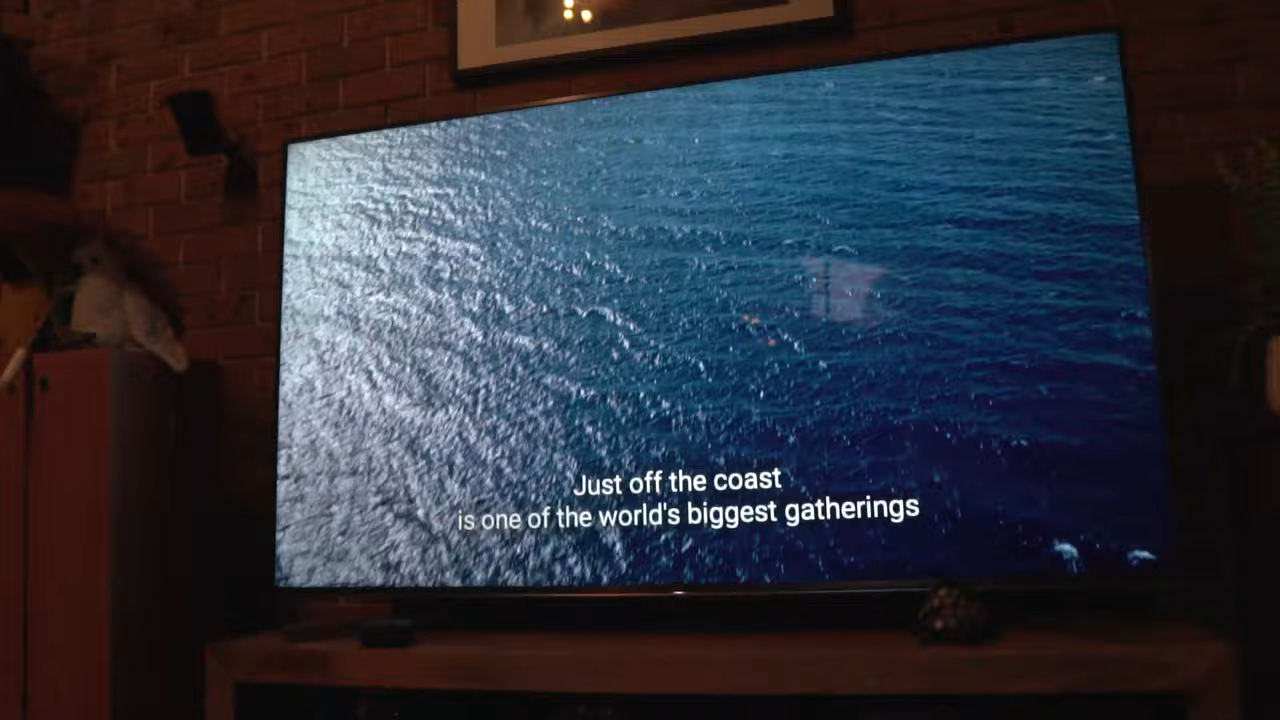 Just off the coast
is one of the world's biggest gatherings